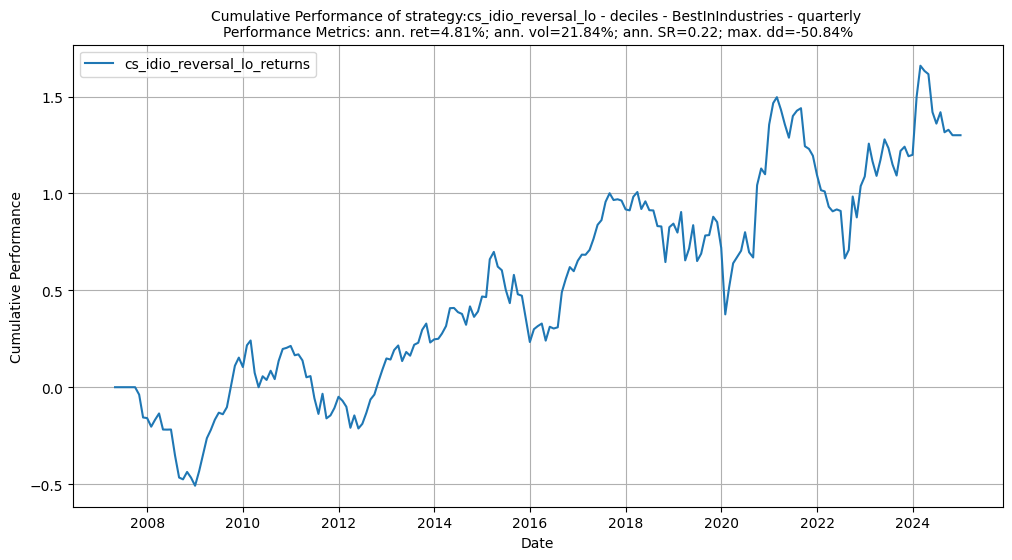 Cumulative Performance of strategy:cs_idio_reversal_lo - deciles - BestInIndustries - quarterly
Performance Metrics: ann. ret=4.81%; ann. vol=21.84%; ann. SR=0.22; max. dd=-50.84%
cs_idio_reversal_lo_returns
1.5
1.0
0.5
0.0
−0.5
Cumulative Performance
2008
2010
2012
2014
2016
2018
2020
2022
2024
Date